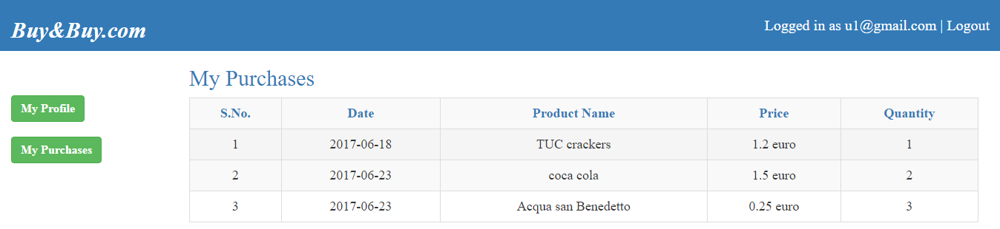 Buy&Buy.com
Logged in as u1@gmail.com | Logout
My Profile
My Purchases
My Purchases
S.No. Date Product Name Price Quantity
1 2017-06-18 TUC crackers 1.2 euro 1
2 2017-06-23 coca cola 1.5 euro 2
3 2017-06-23 Acqua san Benedetto 0.25 euro 3